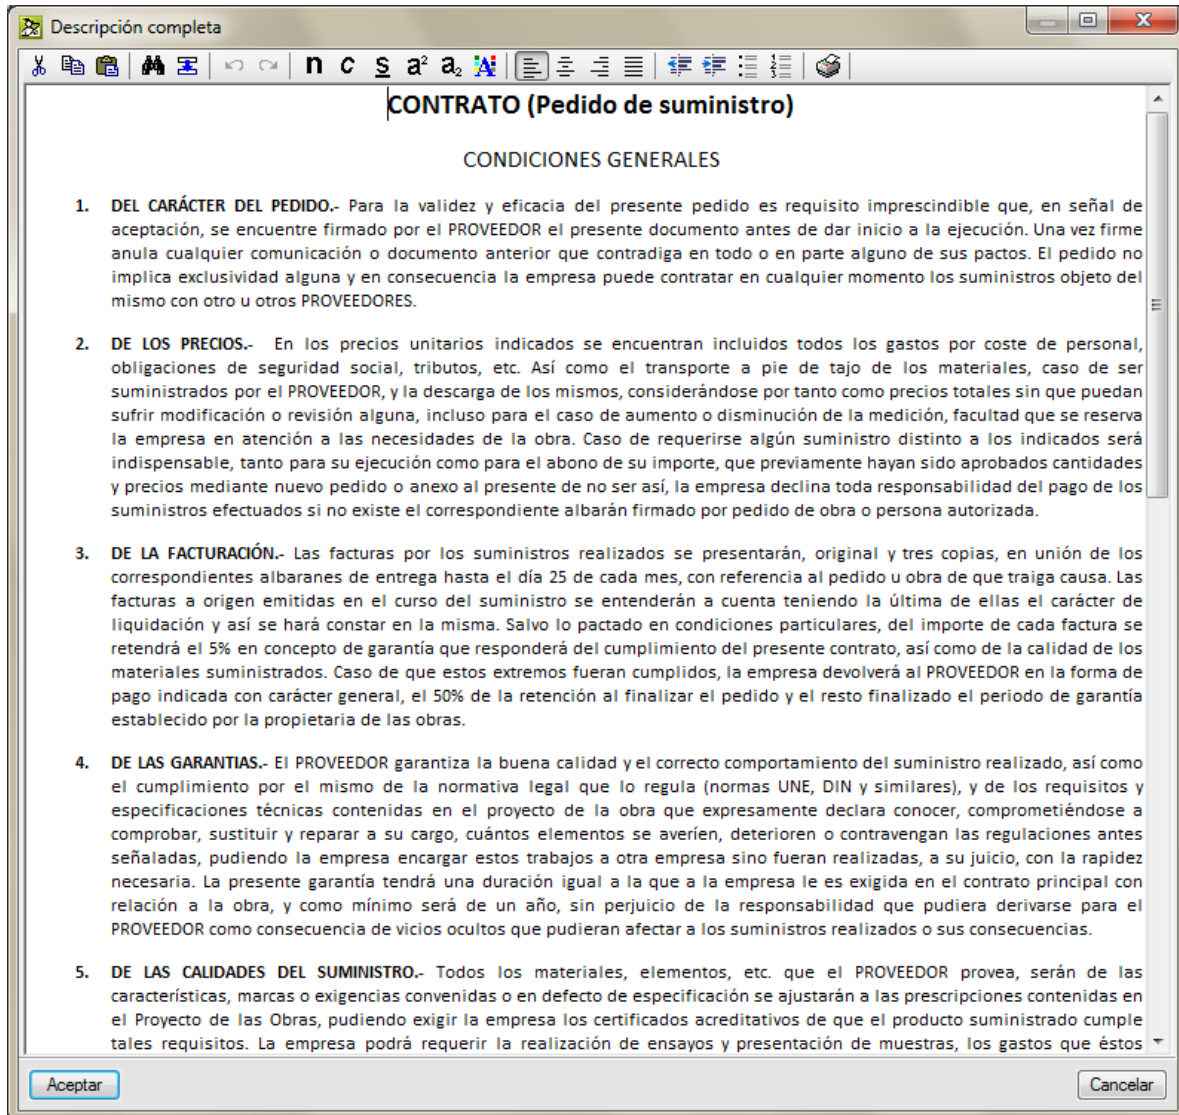 Descripción completa
n c s a² a₂ A
CONTRATO (Pedido de suministro)
CONDICIONES GENERALES
1. DEL CARÁCTER DEL PEDIDO.- Para la validez y eficacia del presente pedido es requisito imprescindible que, en señal de
aceptación, se encuentre firmado por el PROVEEDOR el presente documento antes de dar inicio a la ejecución. Una vez firme
anula cualquier comunicación o documento anterior que contradiga en todo o en parte alguno de sus pactos. El pedido no
implica exclusividad alguna y en consecuencia la empresa puede contratar en cualquier momento los suministros objeto del
mismo con otro u otros PROVEEDORES.
2. DE LOS PRECIOS.- En los precios unitarios indicados se encuentran incluidos todos los gastos por coste de personal,
obligaciones de seguridad social, tributos, etc. Así como el transporte a pie de tajo de los materiales, caso de ser
suministrados por el PROVEEDOR, y la descarga de los mismos, considerándose por tanto como precios totales sin que puedan
sufrir modificación o revisión alguna, incluso para el caso de aumento o disminución de la medición, facultad que se reserva
la empresa en atención a las necesidades de la obra. Caso de requerirse algún suministro distinto a los indicados será
indispensable, tanto para su ejecución como para el abono de su importe, que previamente hayan sido aprobados cantidades
y precios mediante nuevo pedido o anexo al presente de no ser así, la empresa declina toda responsabilidad del pago de los
suministros efectuados si no existe el correspondiente albarán firmado por pedido de obra o persona autorizada.
3. DE LA FACTURACIÓN.- Las facturas por los suministros realizados se presentarán, original y tres copias, en unión de los
correspondientes albaranes de entrega hasta el día 25 de cada mes, con referencia al pedido u obra de que traiga causa. Las
facturas a origen emitidas en el curso del suministro se entenderán a cuenta teniendo la última de ellas el carácter de
liquidación y así se hará constar en la misma. Salvo lo pactado en condiciones particulares, del importe de cada factura se
retendrá el 5% en concepto de garantía que responderá del cumplimiento del presente contrato, así como de la calidad de los
materiales suministrados. Caso de que estos extremos fueran cumplidos, la empresa devolverá al PROVEEDOR en la forma de
pago indicada con carácter general, el 50% de la retención al finalizar el pedido y el resto finalizado el periodo de garantía
establecido por la propietaria de las obras.
4. DE LAS GARANTIAS.- El PROVEEDOR garantiza la buena calidad y el correcto comportamiento del suministro realizado, así como
el cumplimiento por el mismo de la normativa legal que lo regula (normas UNE, DIN y similares), y de los requisitos y
especificaciones técnicas contenidas en el proyecto de la obra que expresamente declara conocer, comprometiéndose a
comprobar, sustituir y reparar a su cargo, cuántos elementos se averíen, deterioren o contravengan las regulaciones antes
señaladas, pudiendo la empresa encargar estos trabajos a otra empresa sino fueran realizadas, a su juicio, con la rapidez
necesaria. La presente garantía tendrá una duración igual a la que a la empresa le es exigida en el contrato principal con
relación a la obra, y como mínimo será de un año, sin perjuicio de la responsabilidad que pudiera derivarse para el
PROVEEDOR como consecuencia de vicios ocultos que pudieran afectar a los suministros realizados o sus consecuencias.
5. DE LAS CALIDADES DEL SUMINISTRO.- Todos los materiales, elementos, etc. que el PROVEEDOR provea, serán de las
características, marcas o exigencias convenidas o en defecto de especificación se ajustarán a las prescripciones contenidas en
el Proyecto de las Obras, pudiendo exigir la empresa los certificados acreditativos de que el producto suministrado cumple
tales requisitos. La empresa podrá requerir la realización de ensayos y presentación de muestras, los gastos que éstos
Aceptar
Cancelar